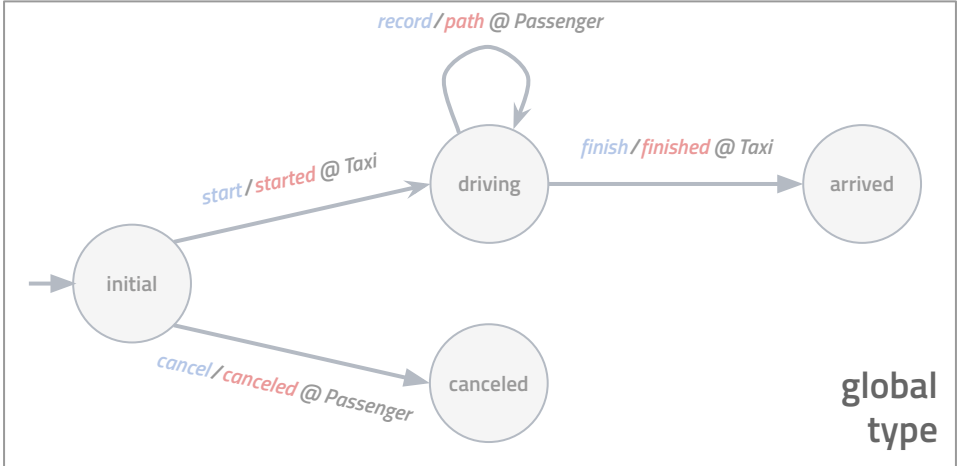 record/path @ Passenger
finish/finished @ Taxi
start/started @ Taxi
driving
arrived
initial
cancel/canceled @ Passenger
canceled
global
type